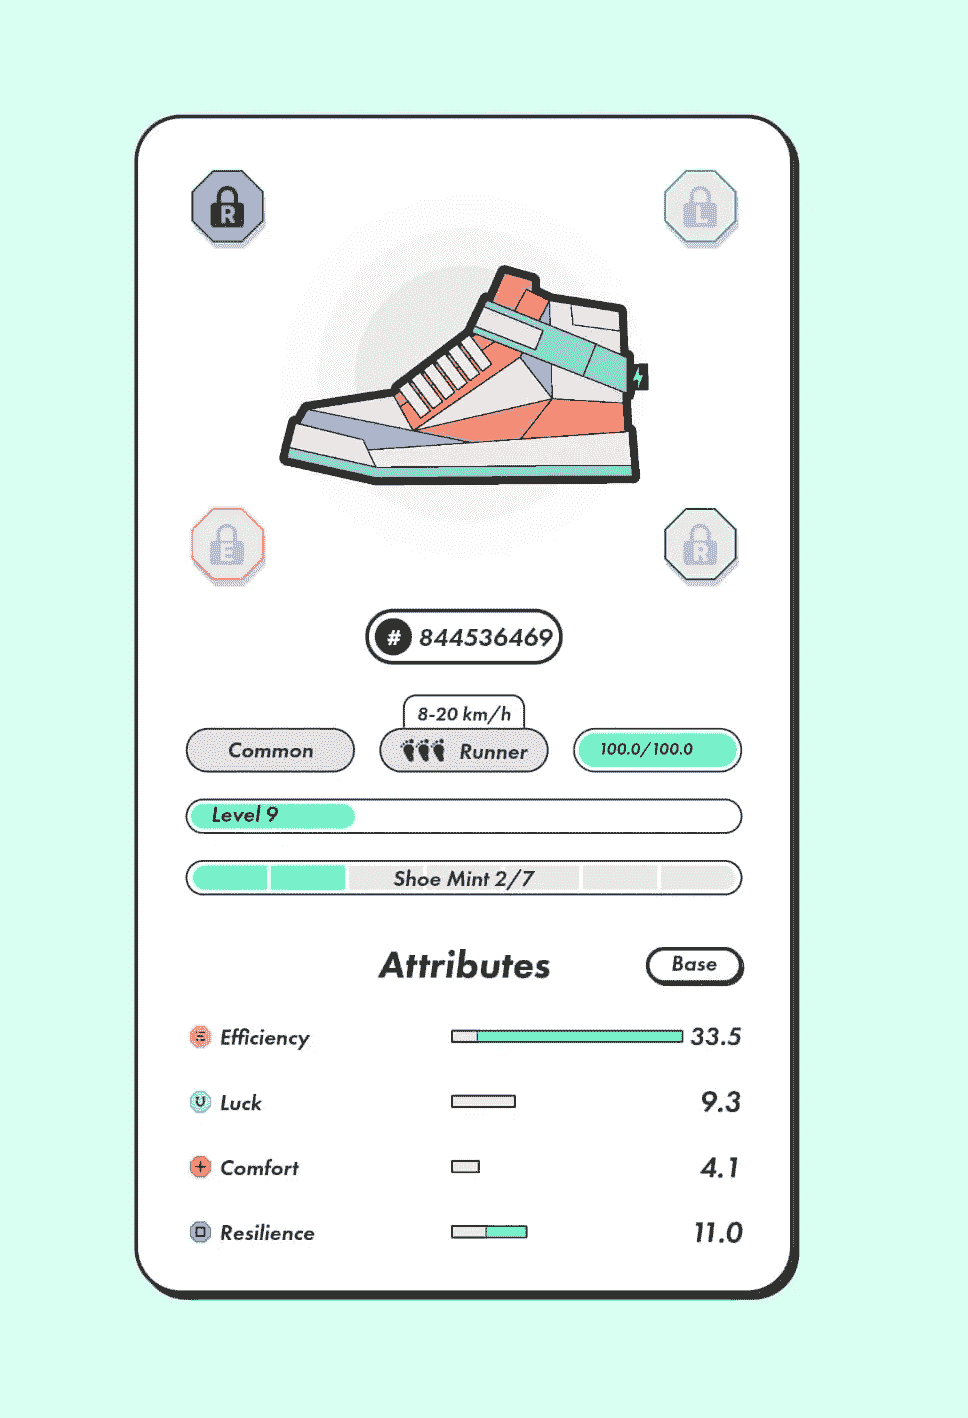 R
L
E
R
# 844536469
8-20 km/h
Common
Runner
100.0/100.0
Level 9
Shoe Mint 2/7
Attributes
Base
Efficiency 33.5
Luck 9.3
Comfort 4.1
Resilience 11.0